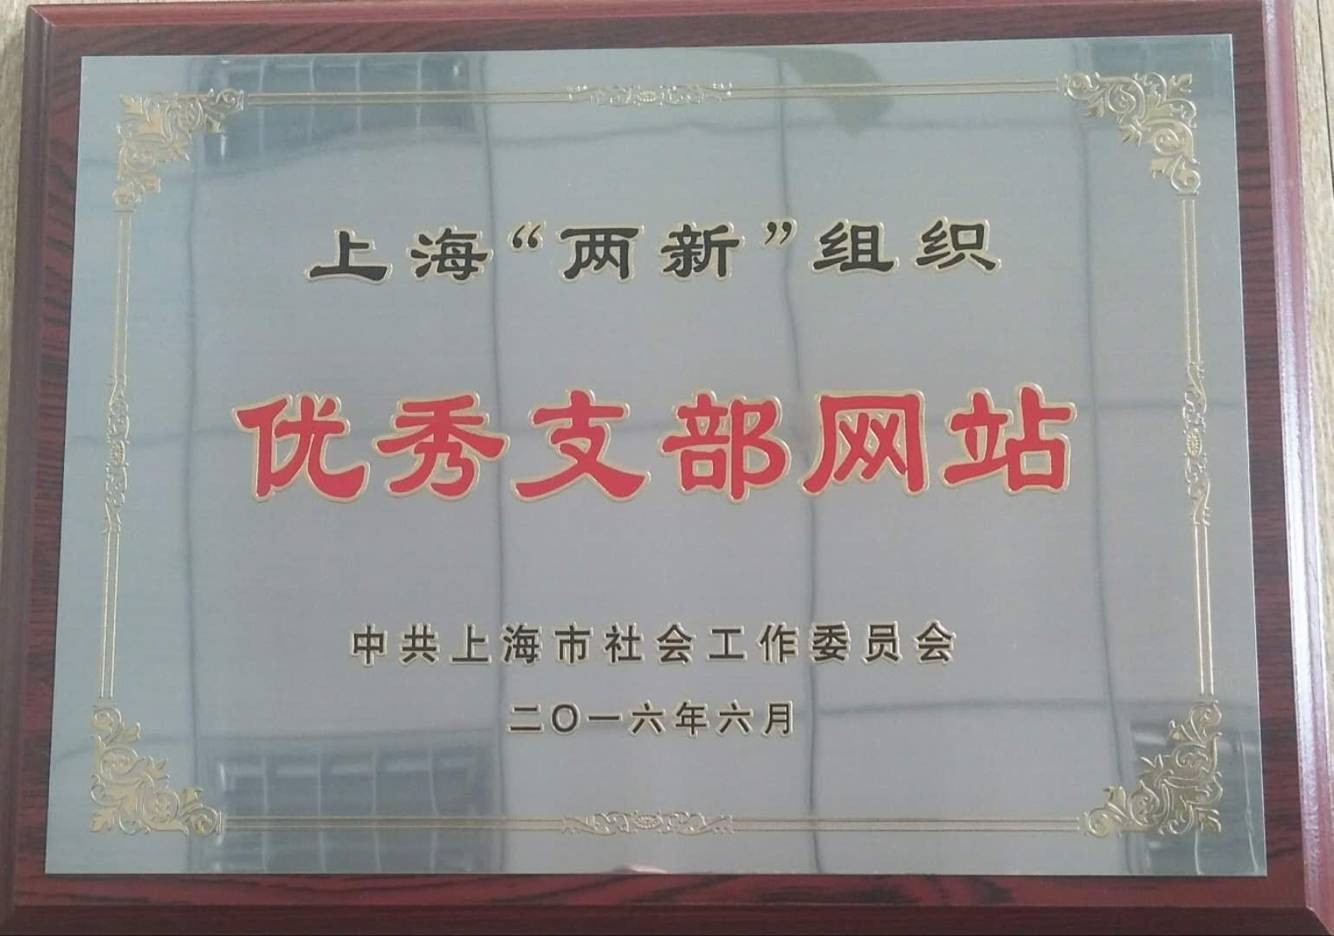 上海“两新”组织
优秀支部网站
中共上海市社会工作委员会
二〇一六年六月